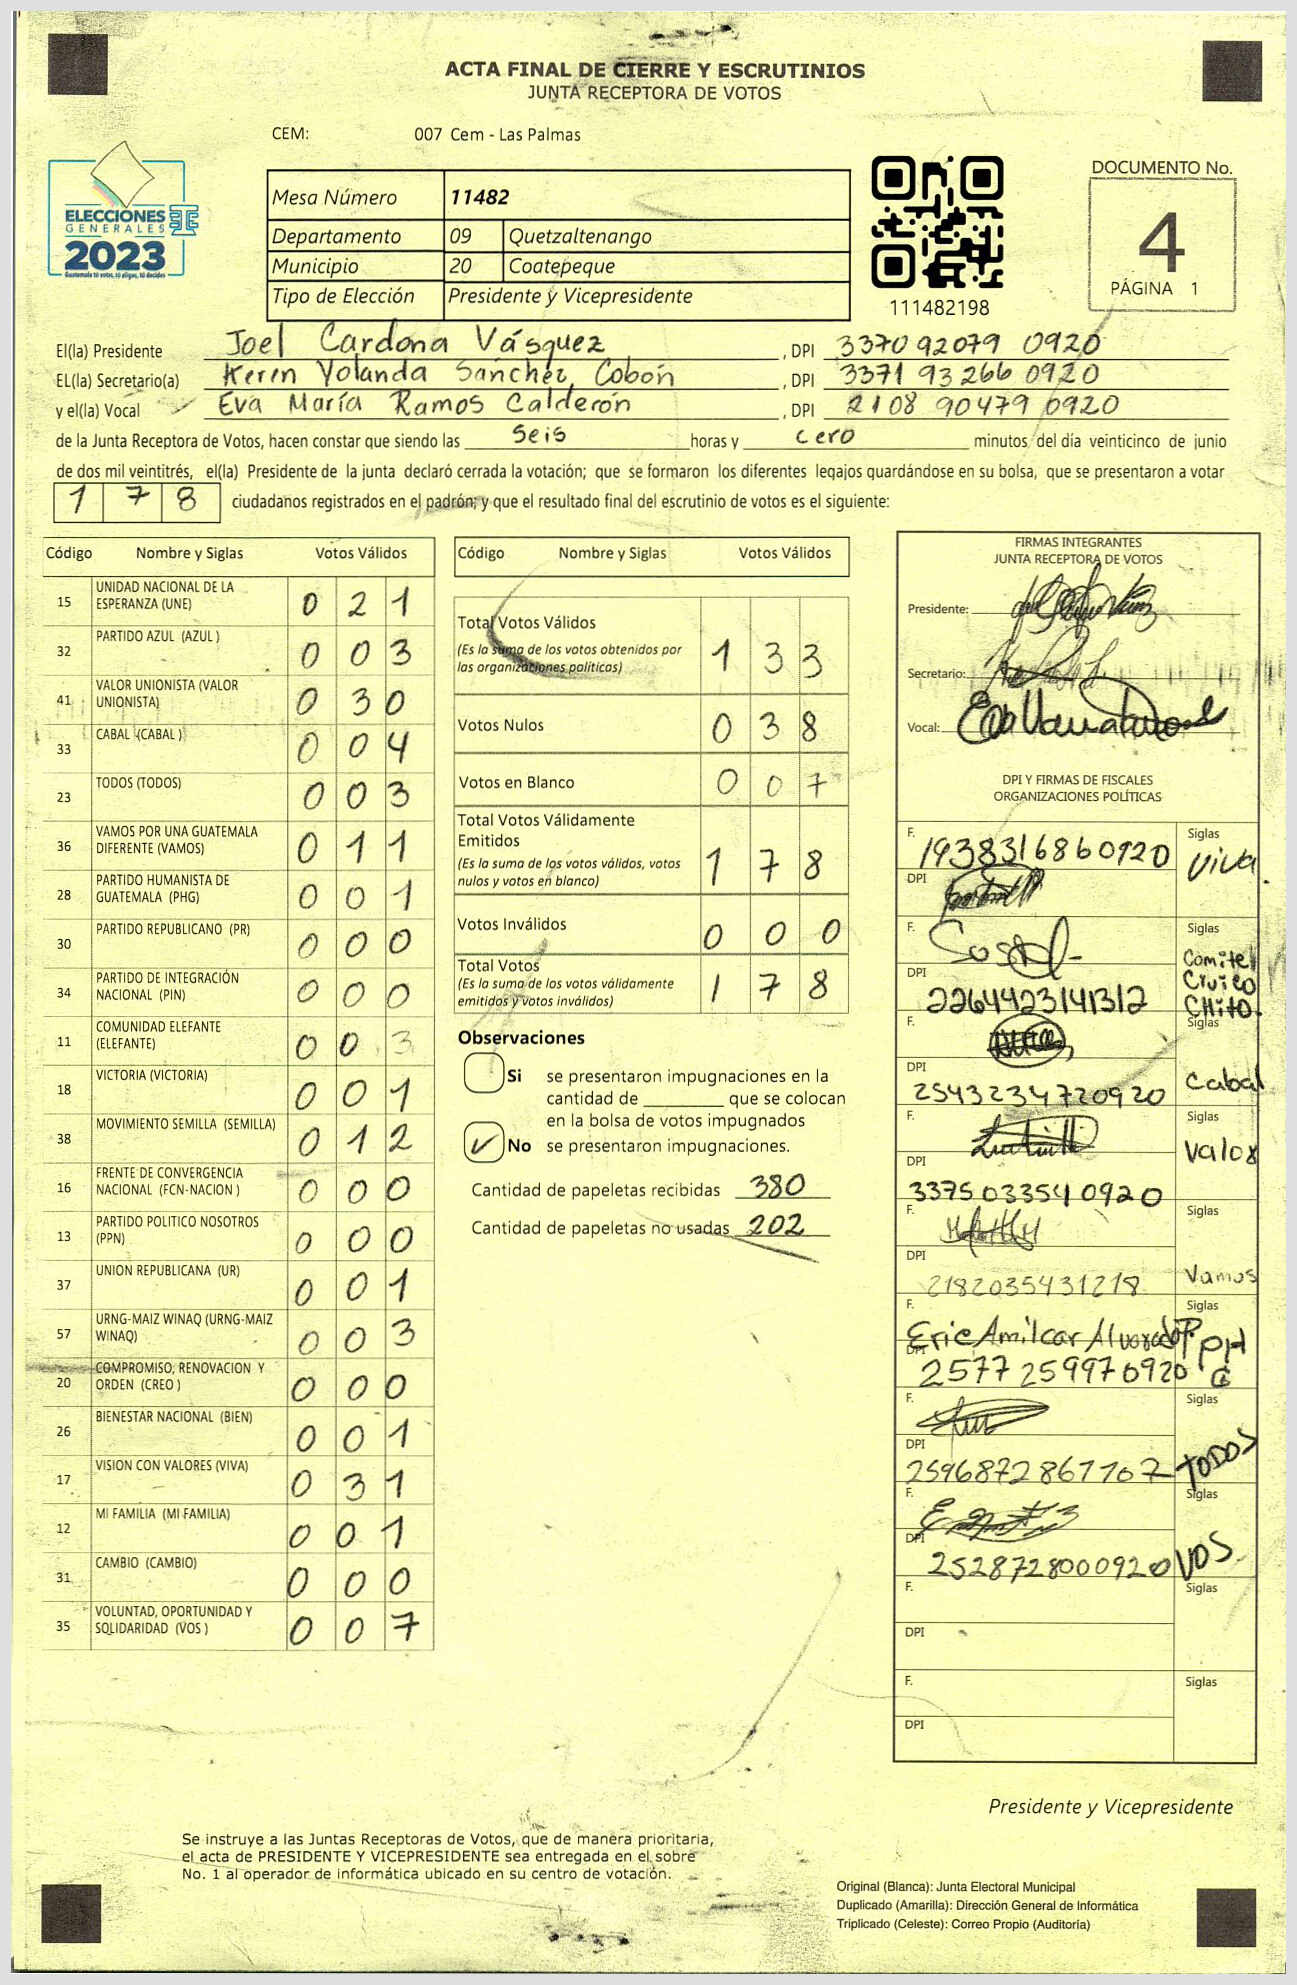 ACTA FINAL DE CIERRE Y ESCRUTINIOS
JUNTA RECEPTORA DE VOTOS
CEM: 007 Cem - Las Palmas
ELECCIONES
GENERALES
2023
Guatemala tú votas, tú eliges, tú decides
Mesa Número 11482
Departamento 09 Quetzaltenango
Municipio 20 Coatepeque
Tipo de Elección Presidente y Vicepresidente
111482198
DOCUMENTO No.
4
PÁGINA 1
El(la) Presidente Joel Cardona Vásquez , DPI 3370 92079 0920
EL(la) Secretario(a) Keren Yolanda Sánchez Cobón , DPI 3371 93266 0920
y el(la) Vocal Eva María Ramos Calderón , DPI 2108 90479 0920
de la Junta Receptora de Votos, hacen constar que siendo las seis horas y cero minutos del día veinticinco de junio
de dos mil veintitrés, el(la) Presidente de la junta declaró cerrada la votación; que se formaron los diferentes legajos guardándose en su bolsa, que se presentaron a votar
1 7 8 ciudadanos registrados en el padrón; y que el resultado final del escrutinio de votos es el siguiente:
Código Nombre y Siglas Votos Válidos
15 UNIDAD NACIONAL DE LA ESPERANZA (UNE) 0 2 1
32 PARTIDO AZUL (AZUL ) 0 0 3
41 VALOR UNIONISTA (VALOR UNIONISTA) 0 3 0
33 CABAL (CABAL ) 0 0 4
23 TODOS (TODOS) 0 0 3
36 VAMOS POR UNA GUATEMALA DIFERENTE (VAMOS) 0 1 1
28 PARTIDO HUMANISTA DE GUATEMALA (PHG) 0 0 1
30 PARTIDO REPUBLICANO (PR) 0 0 0
34 PARTIDO DE INTEGRACIÓN NACIONAL (PIN) 0 0 0
11 COMUNIDAD ELEFANTE (ELEFANTE) 0 0 3
18 VICTORIA (VICTORIA) 0 0 1
38 MOVIMIENTO SEMILLA (SEMILLA) 0 1 2
16 FRENTE DE CONVERGENCIA NACIONAL (FCN-NACION ) 0 0 0
13 PARTIDO POLITICO NOSOTROS (PPN) 0 0 0
37 UNION REPUBLICANA (UR) 0 0 1
57 URNG-MAIZ WINAQ (URNG-MAIZ WINAQ) 0 0 3
20 COMPROMISO, RENOVACION Y ORDEN (CREO ) 0 0 0
26 BIENESTAR NACIONAL (BIEN) 0 0 1
17 VISION CON VALORES (VIVA) 0 3 1
12 MI FAMILIA (MI FAMILIA) 0 0 1
31 CAMBIO (CAMBIO) 0 0 0
35 VOLUNTAD, OPORTUNIDAD Y SOLIDARIDAD (VOS ) 0 0 7
Código Nombre y Siglas Votos Válidos
Total Votos Válidos
(Es la suma de los votos obtenidos por
las organizaciones políticas) 1 3 3
Votos Nulos 0 3 8
Votos en Blanco 0 0 7
Total Votos Válidamente
Emitidos
(Es la suma de los votos válidos, votos
nulos y votos en blanco) 1 7 8
Votos Inválidos 0 0 0
Total Votos
(Es la suma de los votos válidamente
emitidos y votos inválidos) 1 7 8
Observaciones
Si se presentaron impugnaciones en la
cantidad de ________ que se colocan
en la bolsa de votos impugnados
No se presentaron impugnaciones.
Cantidad de papeletas recibidas 380
Cantidad de papeletas no usadas 202
FIRMAS INTEGRANTES
JUNTA RECEPTORA DE VOTOS
Presidente:
Secretario:
Vocal:
DPI Y FIRMAS DE FISCALES
ORGANIZACIONES POLÍTICAS
F. 1938316860920 Siglas VIVA.
DPI
F. Siglas Comite Civico Chito.
DPI 2264423141312
F. Siglas Cabal
DPI 2543234720920
F. Siglas Valor
DPI 3375033540920
F. Siglas Vamos
DPI 2182035431218
F. Eric Amilcar Alvarado P. Siglas PHG
DPI 2577259970920
F. Siglas TODOS
DPI 2596872861107
F. Siglas VOS
DPI 2528728000920
F. Siglas
DPI
F. Siglas
DPI
Presidente y Vicepresidente
Se instruye a las Juntas Receptoras de Votos, que de manera prioritaria,
el acta de PRESIDENTE Y VICEPRESIDENTE sea entregada en el sobre
No. 1 al operador de informática ubicado en su centro de votación.
Original (Blanca): Junta Electoral Municipal
Duplicado (Amarilla): Dirección General de Informática
Triplicado (Celeste): Correo Propio (Auditoría)